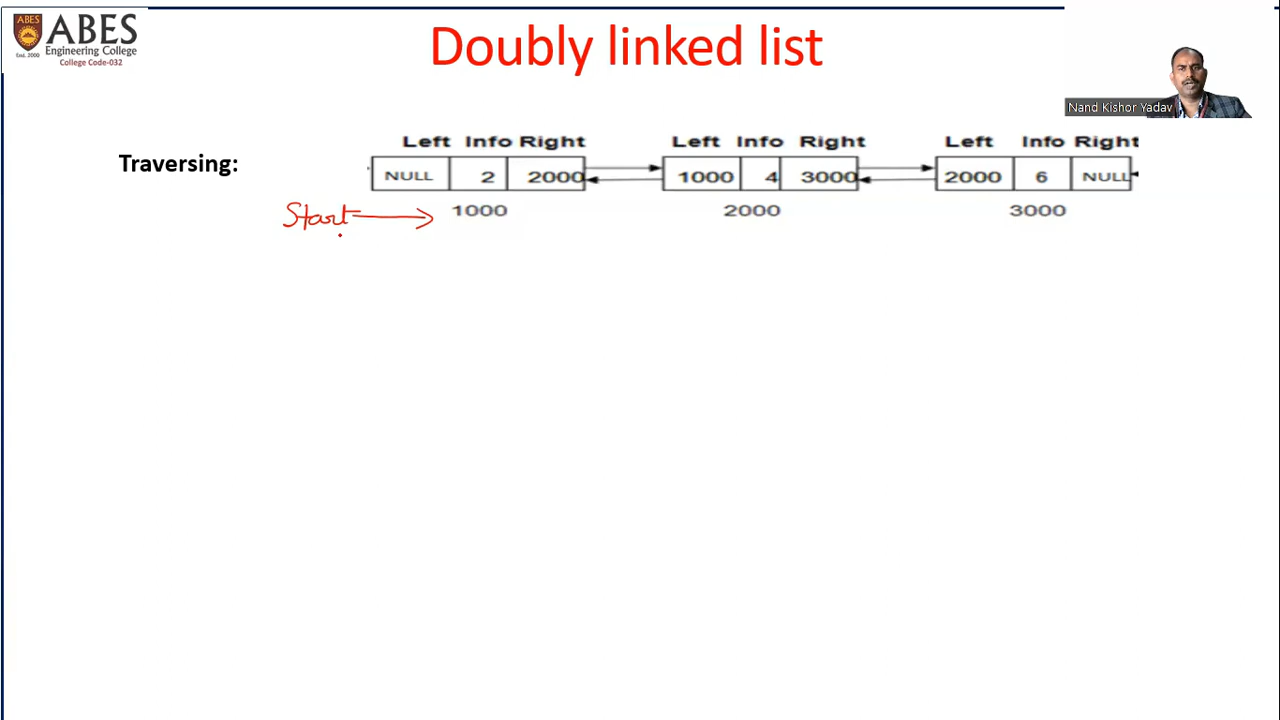 ABES
ABES
Engineering College
Estd. 2000
College Code-032
Doubly linked list
Nand Kishor Yadav
Left Info Right Left Info Right Left Info Right
Traversing:
NULL 2 2000 1000 4 3000 2000 6 NULL
Start 1000 2000 3000